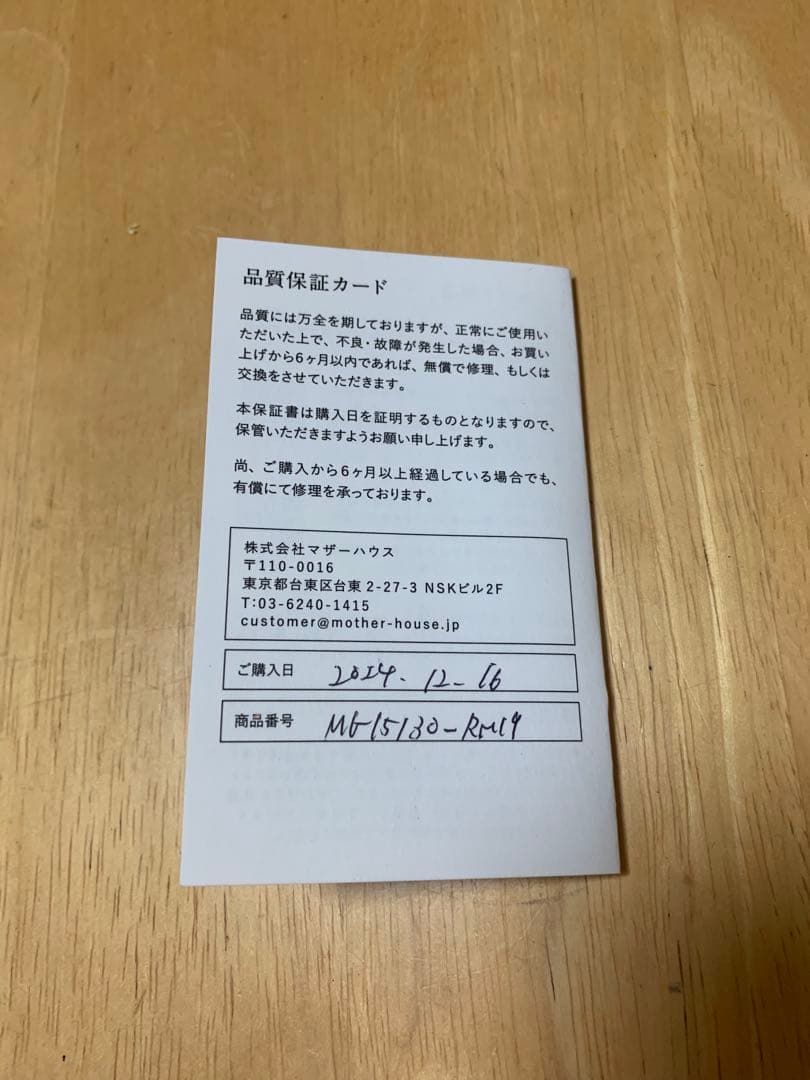 品質保証カード
品質には万全を期しておりますが、正常にご使用い
ただいた上で、不良・故障が発生した場合、お買い
上げから6ヶ月以内であれば、無償で修理、もしくは
交換をさせていただきます。
本保証書は購入日を証明するものとなりますので、
保管いただきますようお願い申し上げます。
尚、ご購入から6ヶ月以上経過している場合でも、
有償にて修理を承っております。
株式会社マザーハウス
〒110-0016
東京都台東区台東2-27-3 NSKビル2F
T:03-6240-1415
customer@mother-house.jp
ご購入日 2024-12-16
商品番号